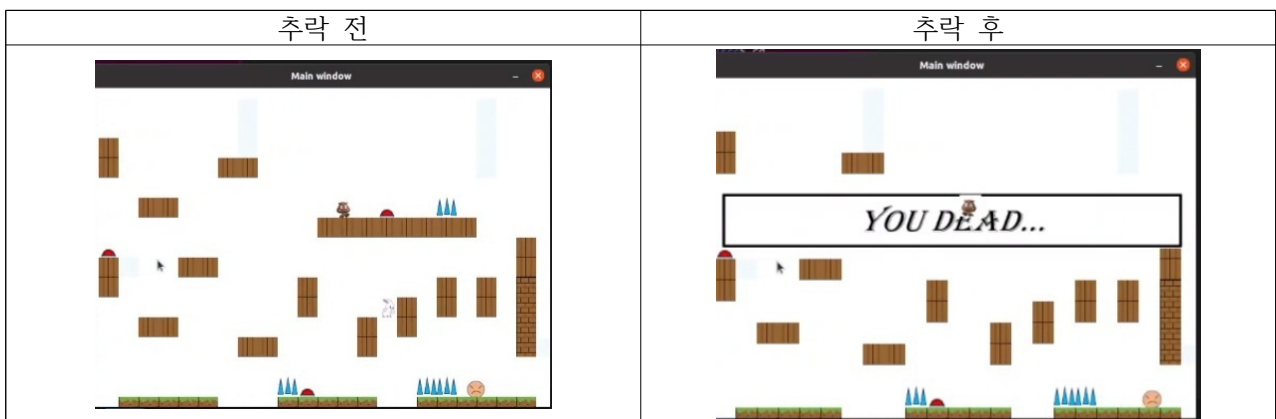 추락 전
추락 후
Main window
Main window
YOU DEAD...